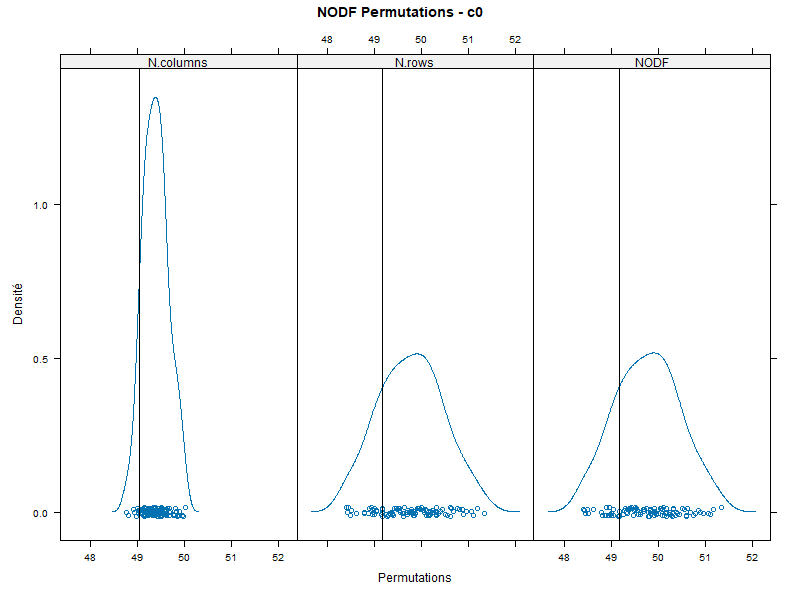 NODF Permutations - c0
48 49 50 51 52
N.columns N.rows NODF
1.0
0.5
0.0
Densité
48 49 50 51 52 48 49 50 51 52
Permutations